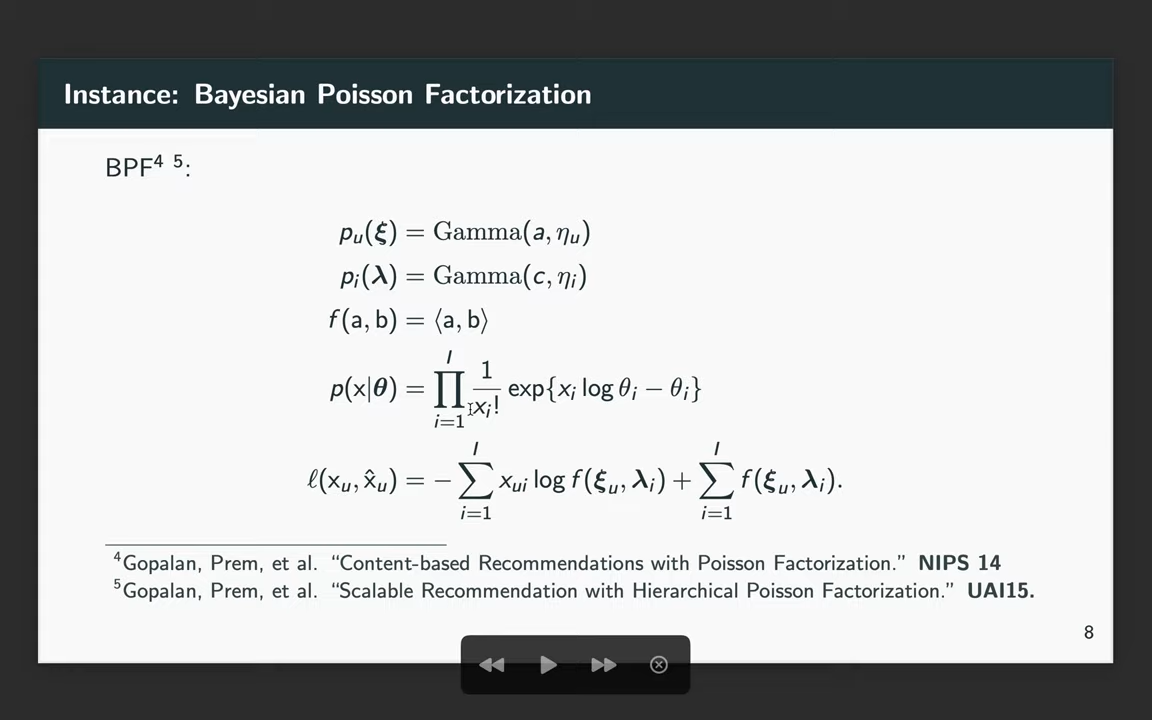 Instance: Bayesian Poisson Factorization
BPF⁴ ⁵:
p_u(ξ) = Gamma(a, η_u)
p_i(λ) = Gamma(c, η_i)
f(a, b) = ⟨a, b⟩
p(x|θ) = ∏_{i=1}^{I} 1/x_i! exp{x_i log θ_i − θ_i}
ℓ(x_u, x̂_u) = − ∑_{i=1}^{I} x_{ui} log f(ξ_u, λ_i) + ∑_{i=1}^{I} f(ξ_u, λ_i).
⁴Gopalan, Prem, et al. “Content-based Recommendations with Poisson Factorization.” NIPS 14
⁵Gopalan, Prem, et al. “Scalable Recommendation with Hierarchical Poisson Factorization.” UAI15.
8